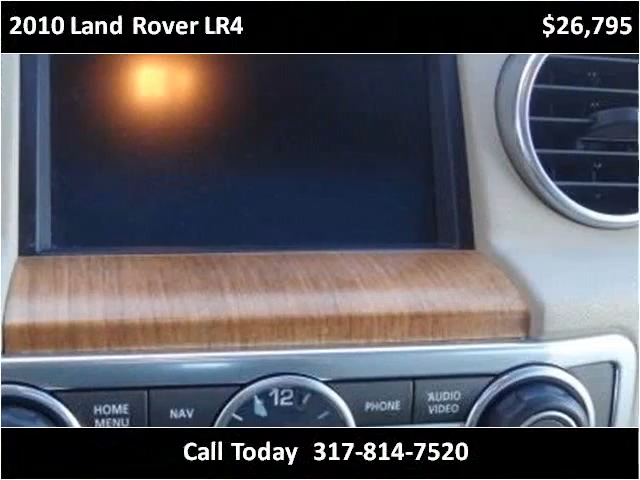 2010 Land Rover LR4 $26,795
HOME
MENU
NAV
12
PHONE
AUDIO
VIDEO
Call Today 317-814-7520